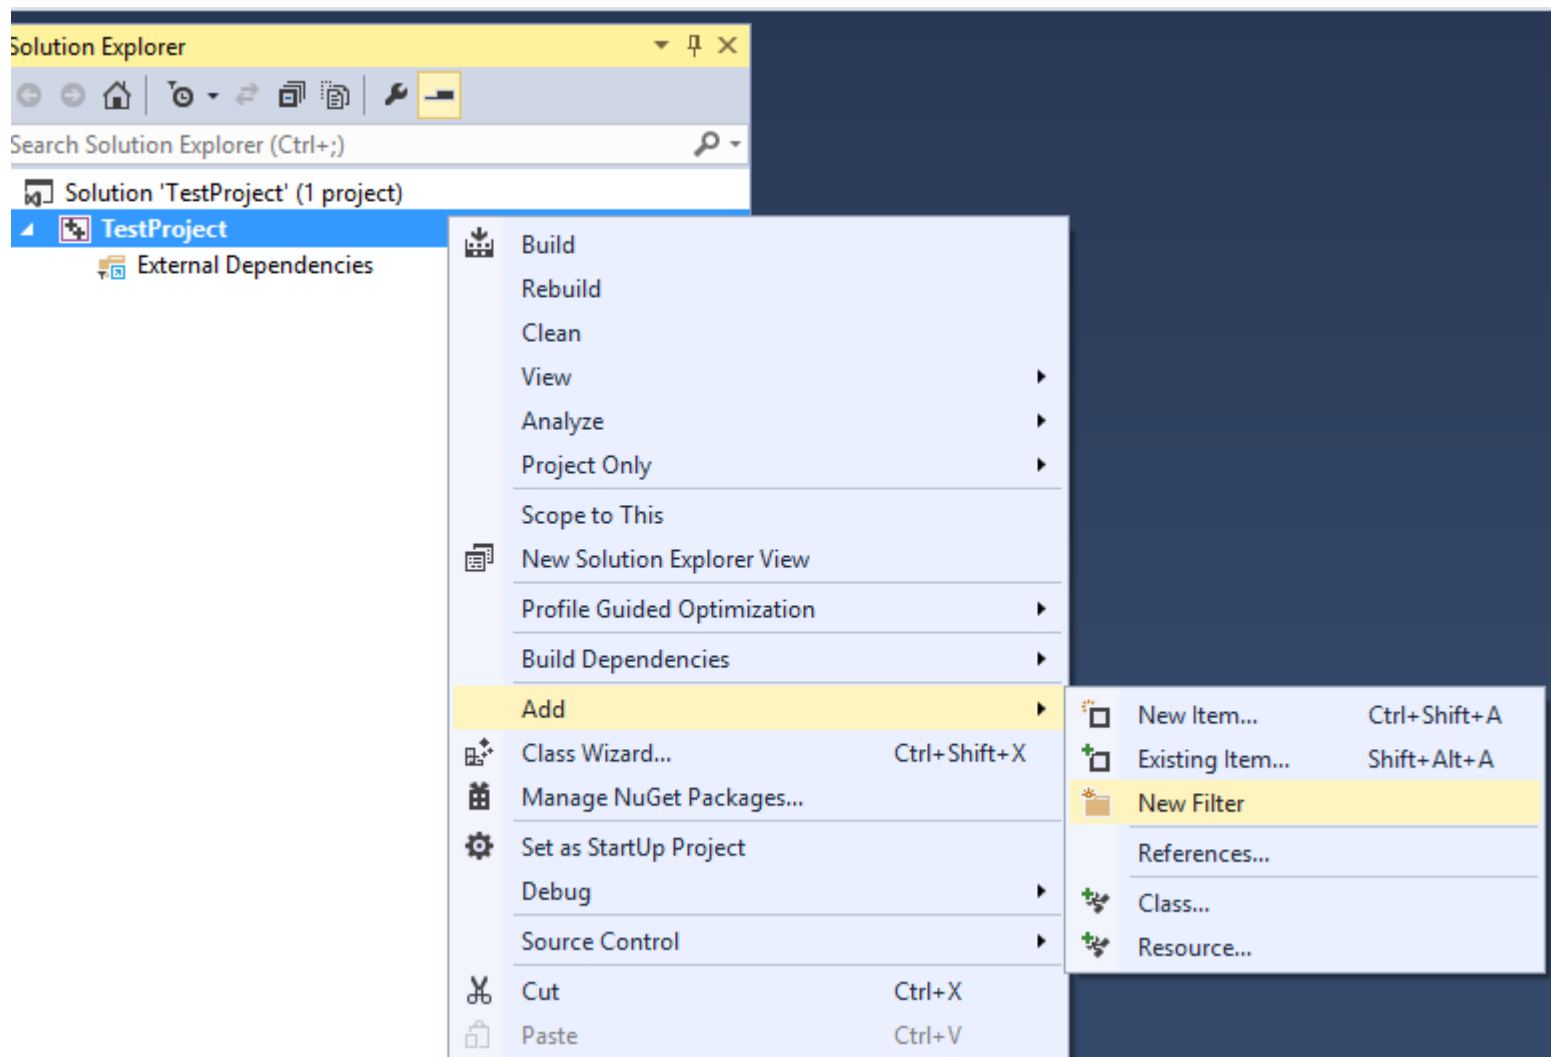 Solution Explorer
Search Solution Explorer (Ctrl+;)
Solution 'TestProject' (1 project)
TestProject
External Dependencies
Build
Rebuild
Clean
View
Analyze
Project Only
Scope to This
New Solution Explorer View
Profile Guided Optimization
Build Dependencies
Add
Class Wizard... Ctrl+Shift+X
Manage NuGet Packages...
Set as StartUp Project
Debug
Source Control
Cut Ctrl+X
Paste Ctrl+V
New Item... Ctrl+Shift+A
Existing Item... Shift+Alt+A
New Filter
References...
Class...
Resource...